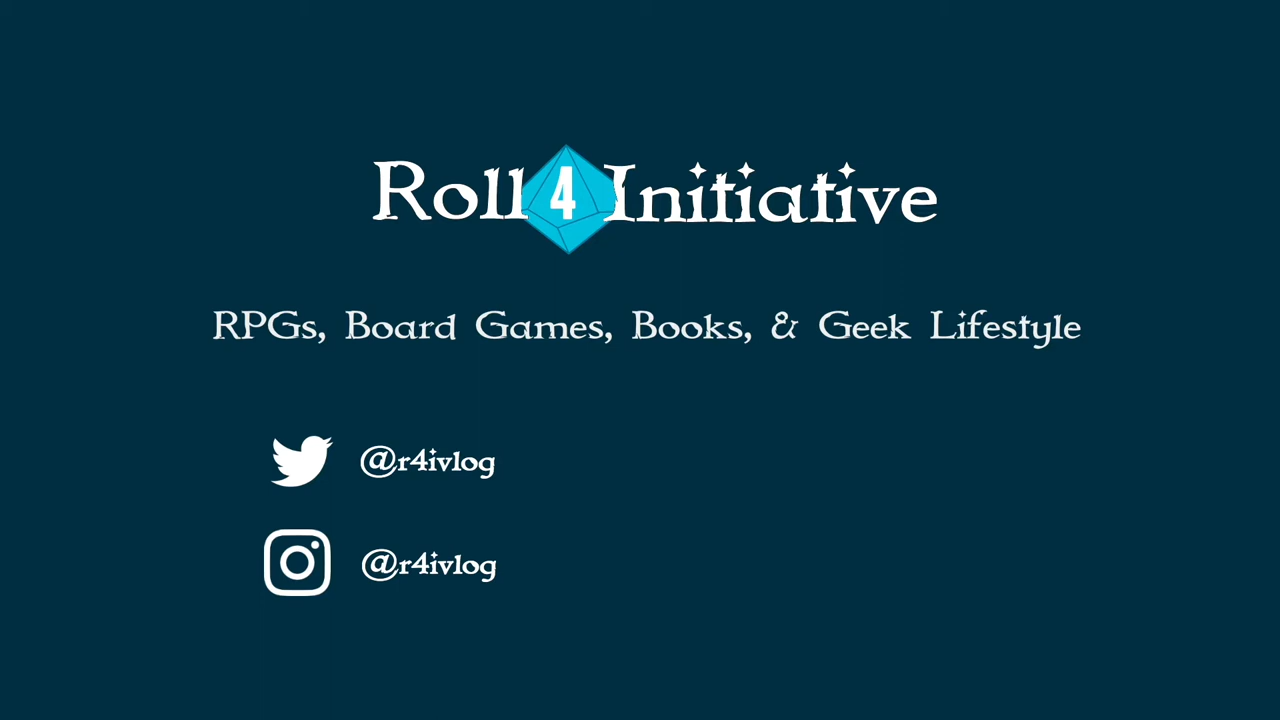 Roll 4 Initiative
RPGs, Board Games, Books, & Geek Lifestyle
@r4ivlog
@r4ivlog